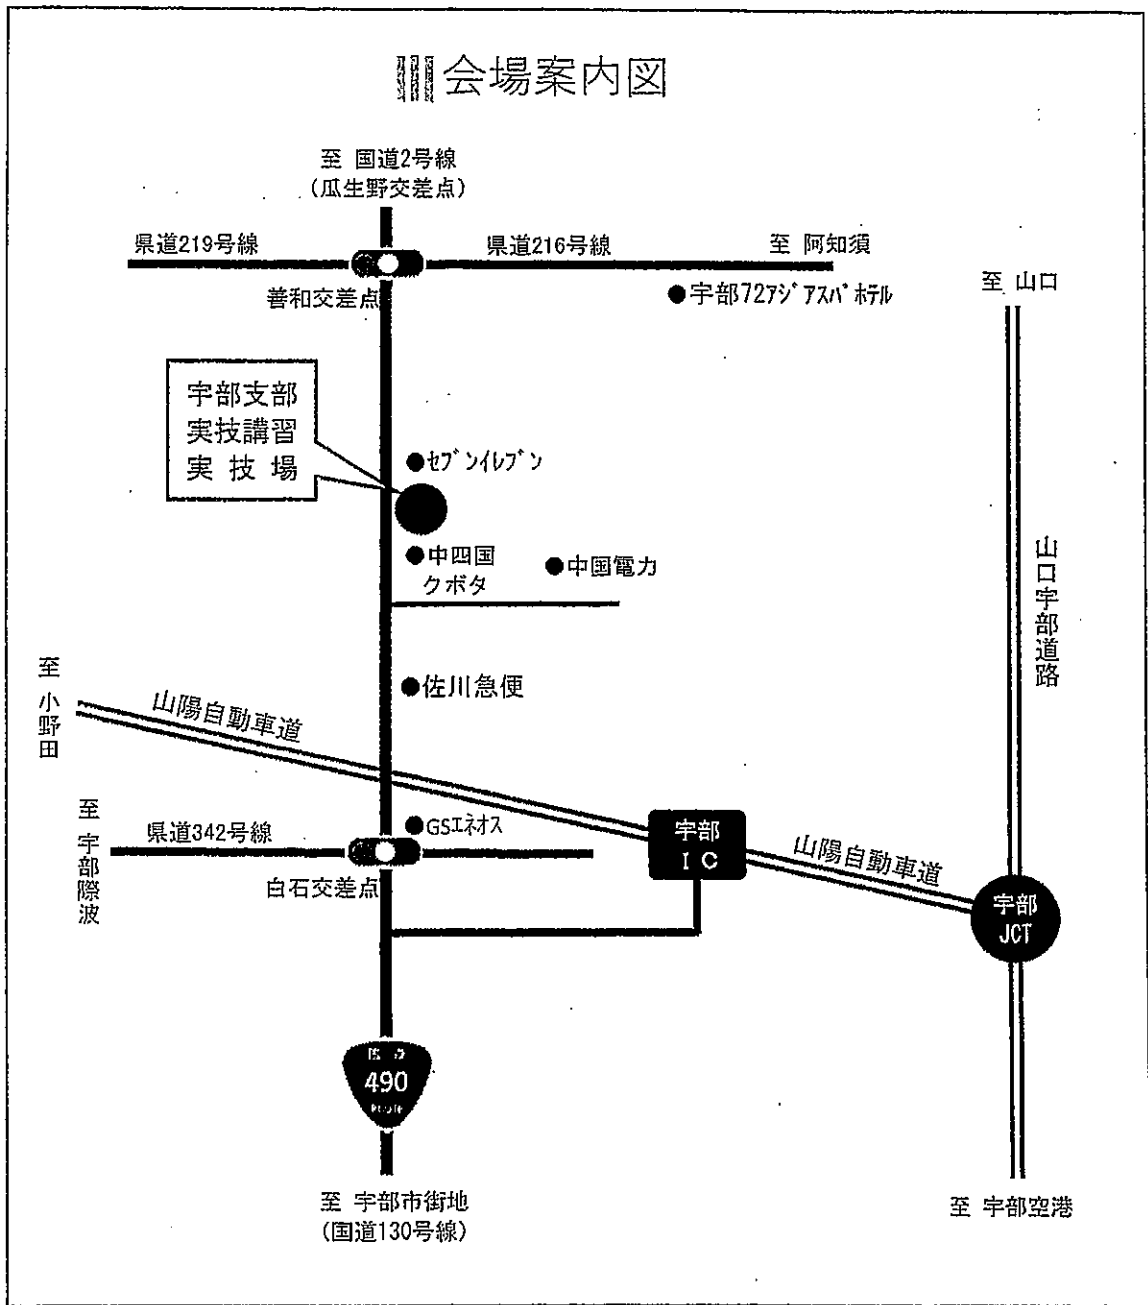 会場案内図
至 国道2号線
(瓜生野交差点)
県道219号線
県道216号線
至 阿知須
善和交差点
宇部72アジアスパホテル
至 山口
宇部支部
実技講習
実技場
セブンイレブン
中四国
クボタ
中国電力
山口宇部道路
佐川急便
至 小野田
山陽自動車道
至 宇部際波
県道342号線
GSエネオス
白石交差点
宇部
IC
山陽自動車道
宇部
JCT
490
ROUTE
至 宇部市街地
(国道130号線)
至 宇部空港